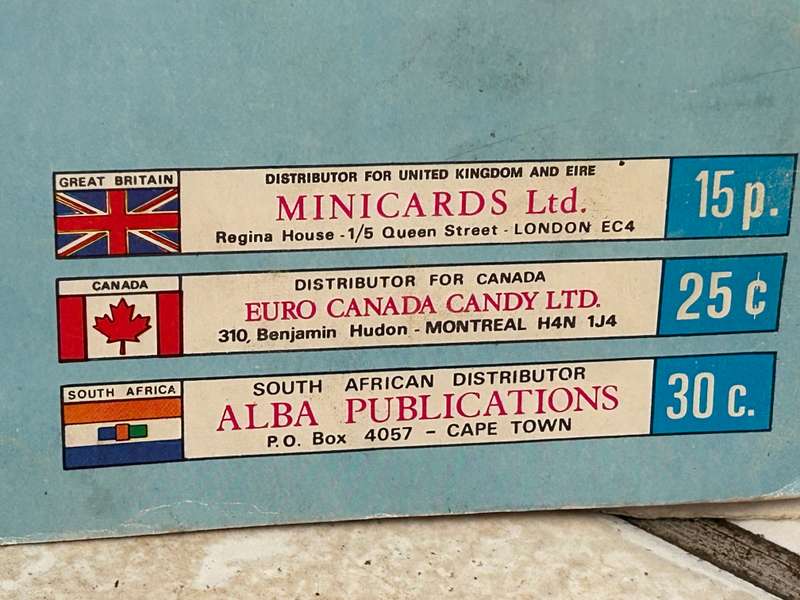 GREAT BRITAIN
DISTRIBUTOR FOR UNITED KINGDOM AND EIRE
MINICARDS Ltd.
Regina House - 1/5 Queen Street - LONDON EC4
15 p.
CANADA
DISTRIBUTOR FOR CANADA
EURO CANADA CANDY LTD.
310, Benjamin Hudon - MONTREAL H4N 1J4
25 ¢
SOUTH AFRICA
SOUTH AFRICAN DISTRIBUTOR
ALBA PUBLICATIONS
P.O. Box 4057 - CAPE TOWN
30 c.